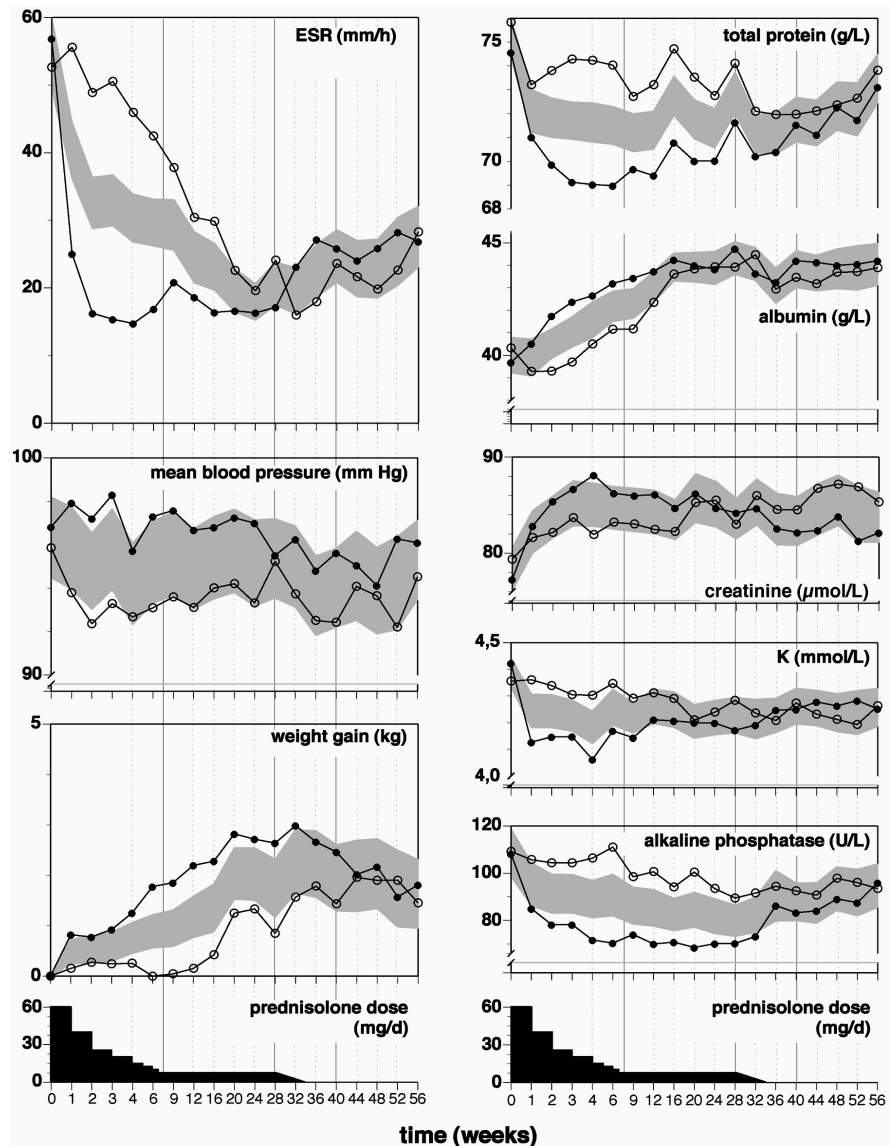 60
40
20
0
ESR (mm/h)
100
90
mean blood pressure (mm Hg)
5
0
weight gain (kg)
60
30
0
prednisolone dose
(mg/d)
0 1 2 3 4 6 9 12 16 20 24 28 32 36 40 44 48 52 56
75
70
68
total protein (g/L)
45
40
albumin (g/L)
90
80
creatinine (µmol/L)
4,5
4,0
K (mmol/L)
120
100
80
alkaline phosphatase (U/L)
60
30
0
prednisolone dose
(mg/d)
0 1 2 3 4 6 9 12 16 20 24 28 32 36 40 44 48 52 56
time (weeks)